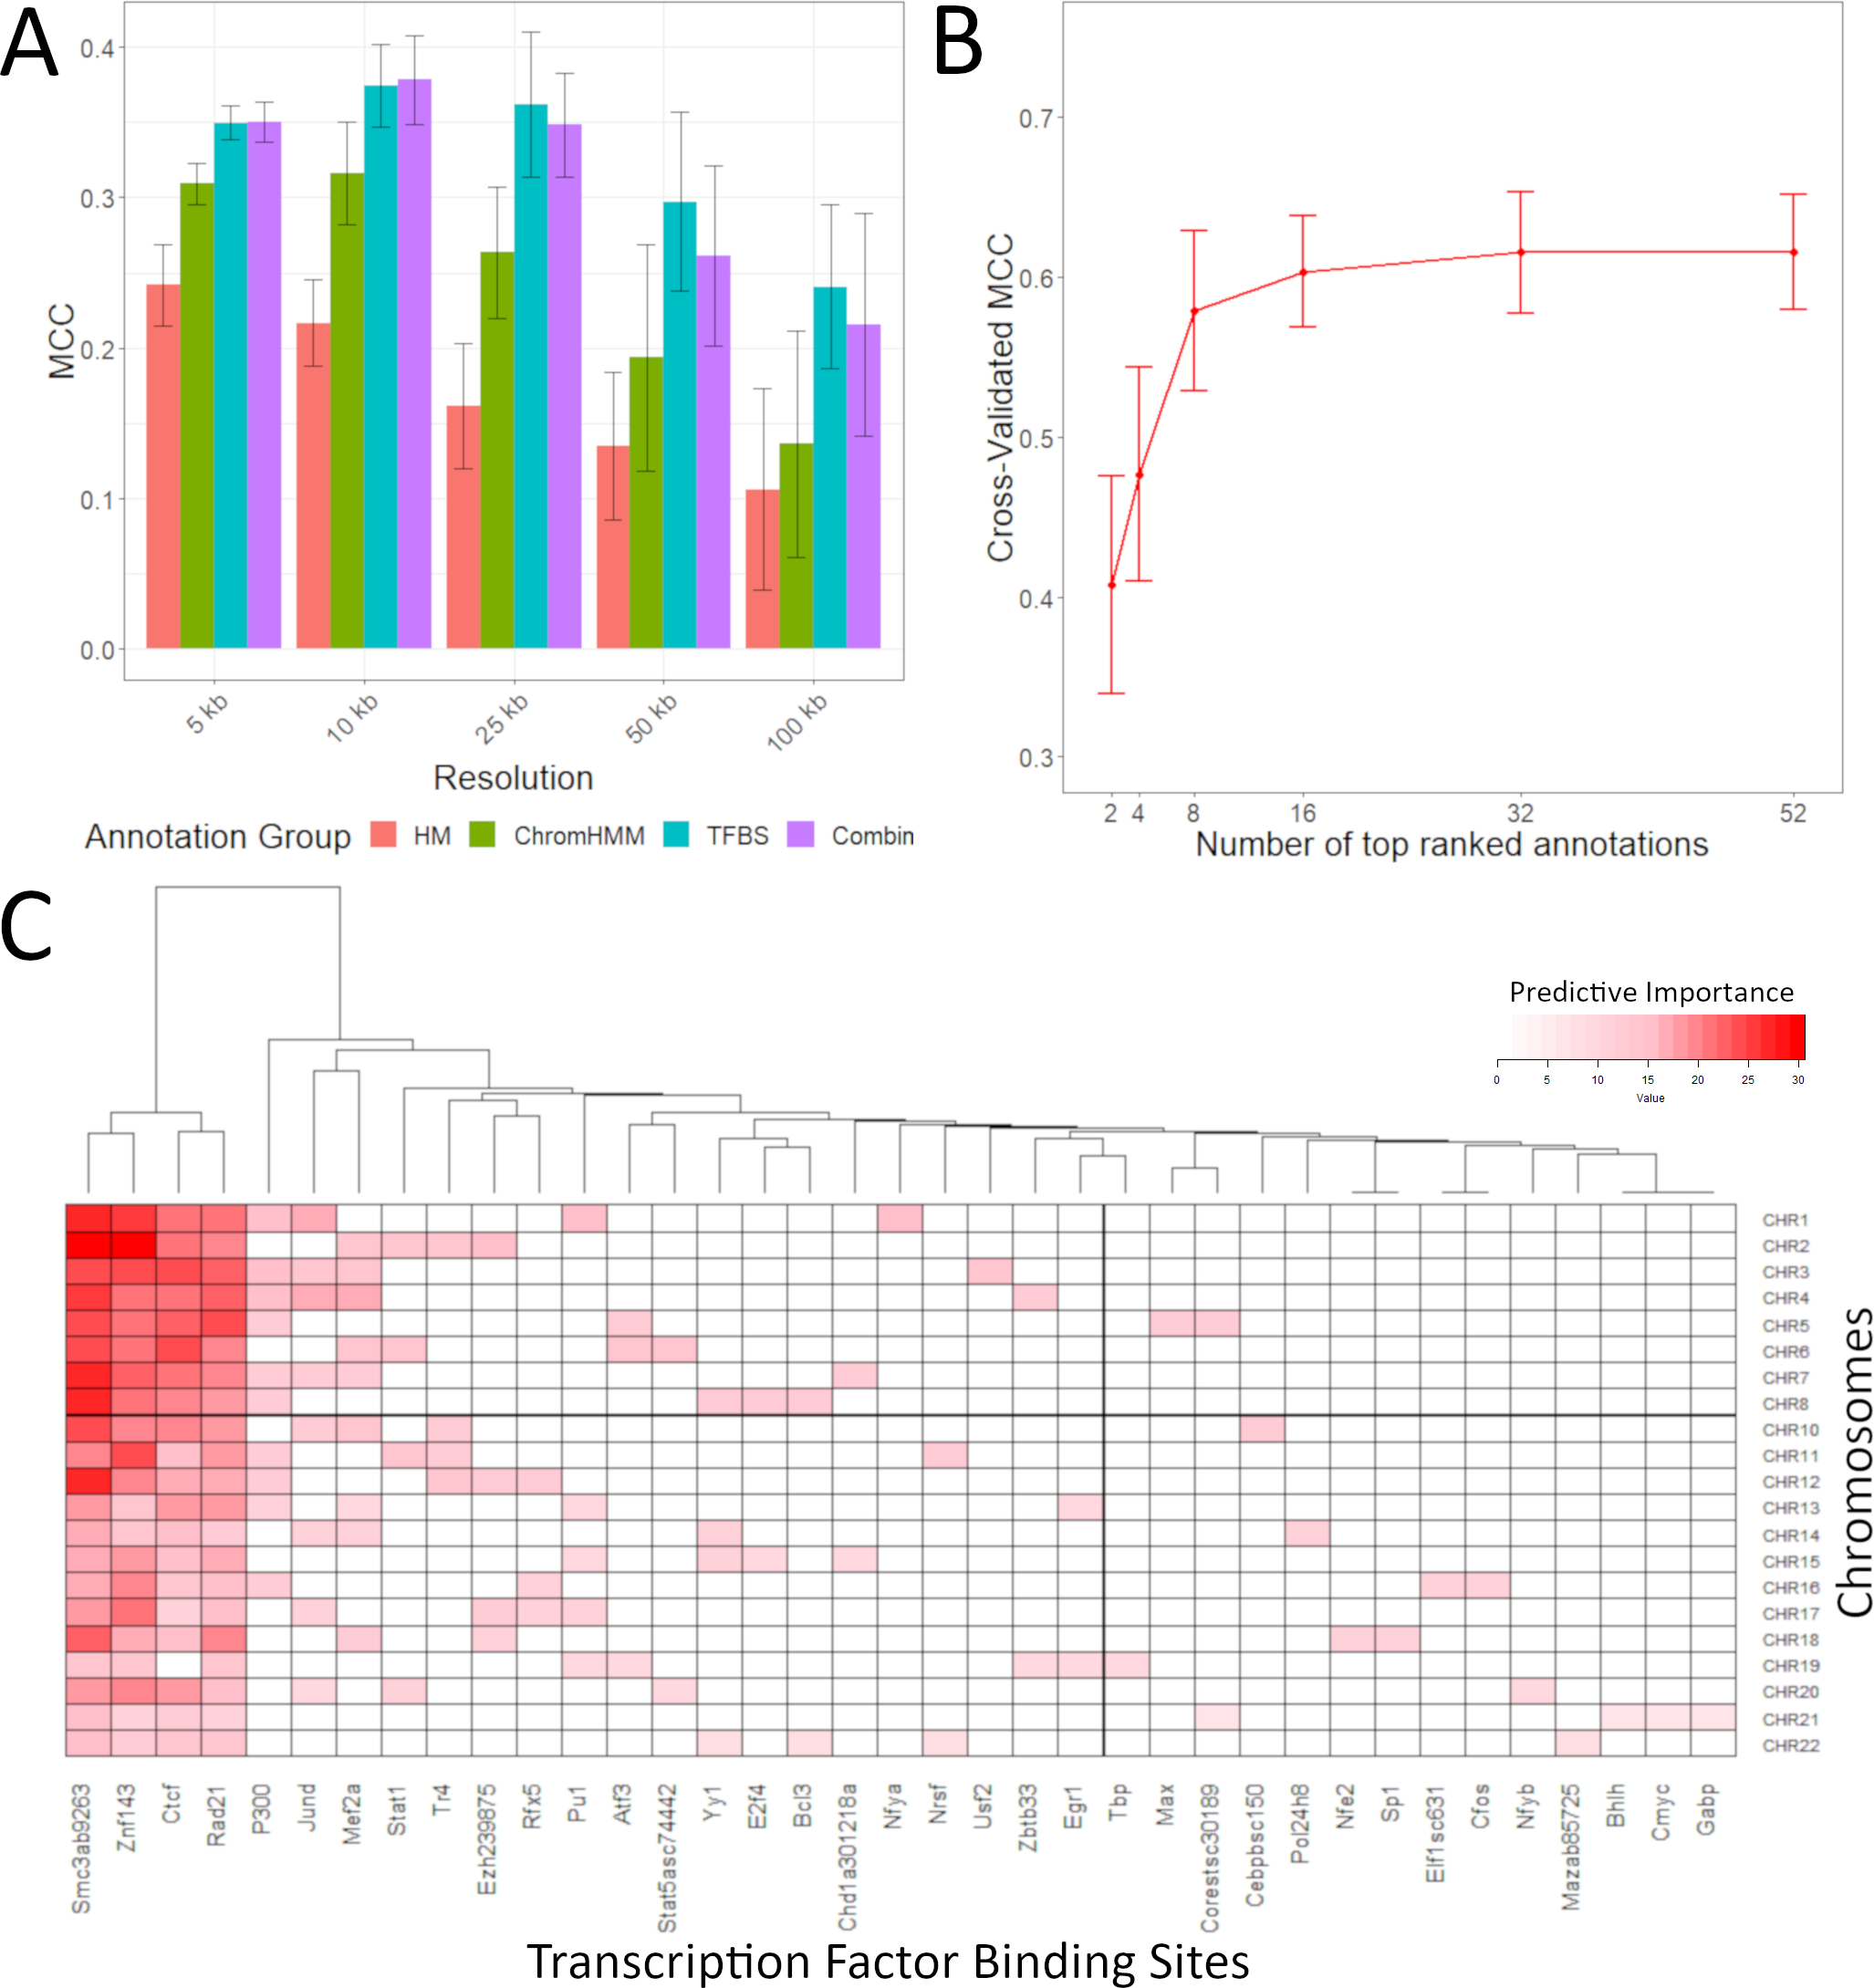 A
MCC
0.4
0.3
0.2
0.1
0.0
5 kb
10 kb
25 kb
50 kb
100 kb
Resolution
Annotation Group HM ChromHMM TFBS Combin
B
Cross-Validated MCC
0.7
0.6
0.5
0.4
0.3
2 4 8 16 32 52
Number of top ranked annotations
C
Predictive Importance
0 5 10 15 20 25 30
Value
CHR1
CHR2
CHR3
CHR4
CHR5
CHR6
CHR7
CHR8
CHR10
CHR11
CHR12
CHR13
CHR14
CHR15
CHR16
CHR17
CHR18
CHR19
CHR20
CHR21
CHR22
Chromosomes
Smc3ab9263
Znf143
Ctcf
Rad21
P300
Jund
Mef2a
Stat1
Tr4
Ezh239875
Rfx5
Pu1
Atf3
Stat5asc74442
Yy1
E2f4
Bcl3
Chd1a301218a
Nfya
Nrsf
Usf2
Zbtb33
Egr1
Tbp
Max
Corestsc30189
Cebpbsc150
Pol24h8
Nfe2
Sp1
Elf1sc631
Cfos
Nfyb
Mazab85725
Bhlh
Cmyc
Gabp
Transcription Factor Binding Sites